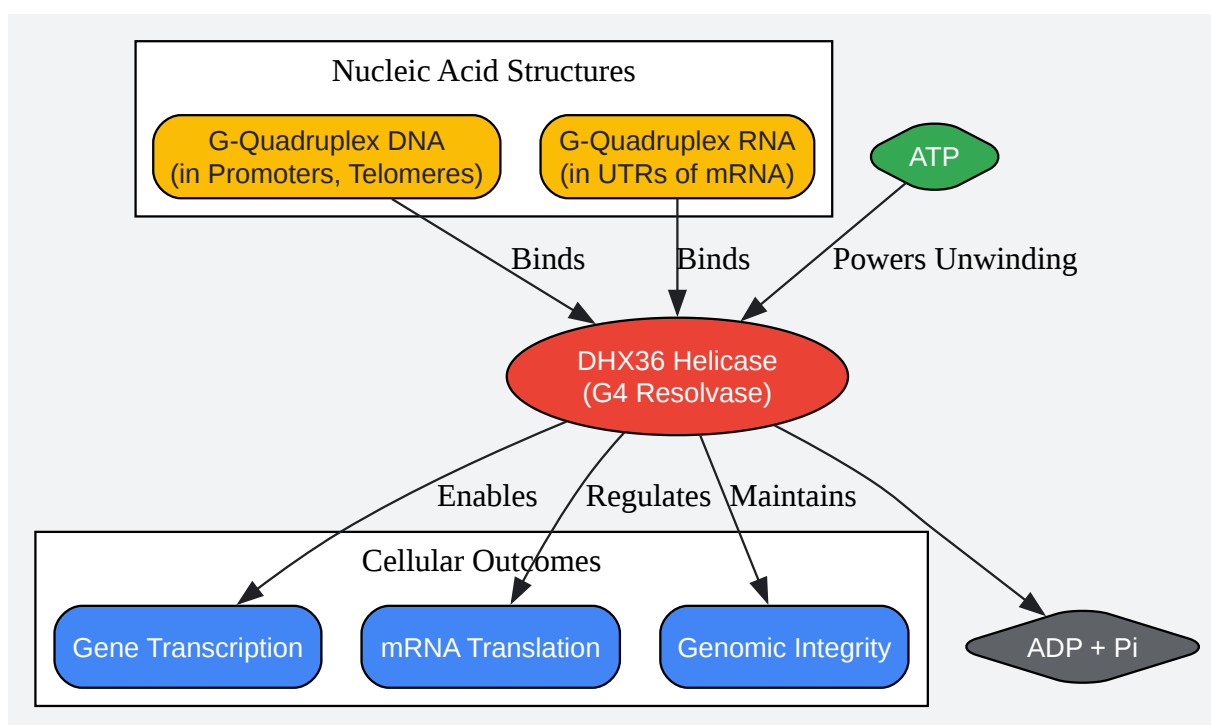 Nucleic Acid Structures
G-Quadruplex DNA
(in Promoters, Telomeres)
G-Quadruplex RNA
(in UTRs of mRNA)
ATP
Binds
Binds
Powers Unwinding
DHX36 Helicase
(G4 Resolvase)
Enables
Regulates
Maintains
Cellular Outcomes
Gene Transcription
mRNA Translation
Genomic Integrity
ADP + Pi